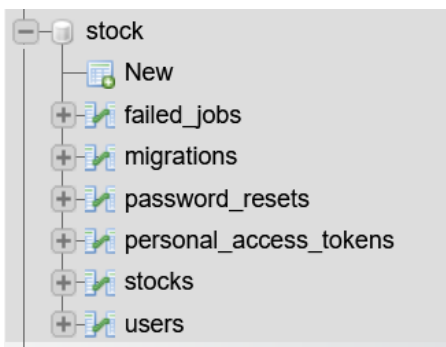 stock
New
failed_jobs
migrations
password_resets
personal_access_tokens
stocks
users